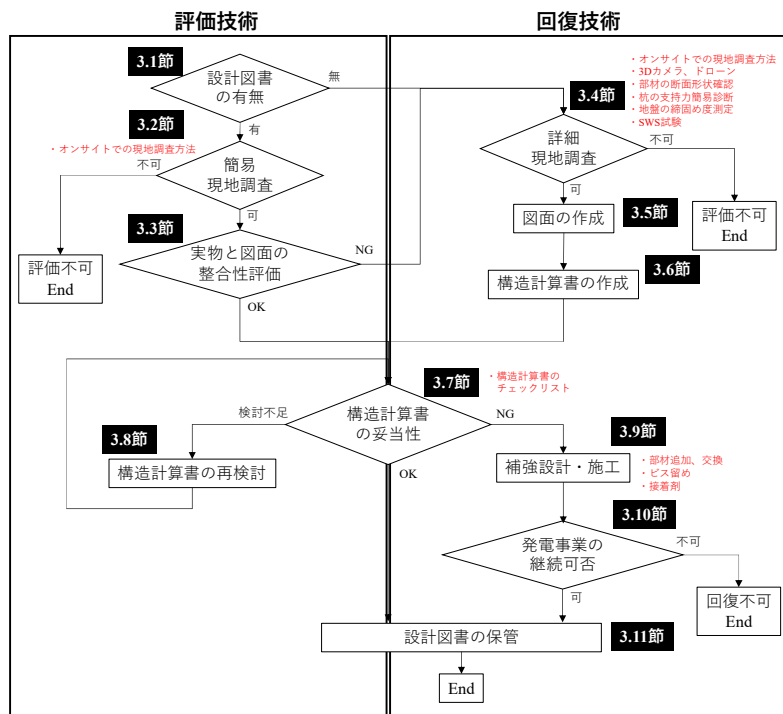 評価技術
回復技術
3.1節
設計図書
の有無
無
有
3.2節
・オンサイトでの現地調査方法
不可
簡易
現地調査
可
評価不可
End
3.3節
実物と図面の
整合性評価
NG
OK
3.4節
・オンサイトでの現地調査方法
・3Dカメラ、ドローン
・部材の断面形状確認
・杭の支持力簡易診断
・地盤の締固め度測定
・SWS試験
詳細
現地調査
不可
可
評価不可
End
図面の作成
3.5節
構造計算書の作成
3.6節
3.7節
・構造計算書の
チェックリスト
構造計算書
の妥当性
検討不足
NG
OK
3.8節
構造計算書の再検討
3.9節
補強設計・施工
・部材追加、交換
・ビス留め
・接着剤
3.10節
発電事業の
継続可否
不可
可
回復不可
End
設計図書の保管
3.11節
End